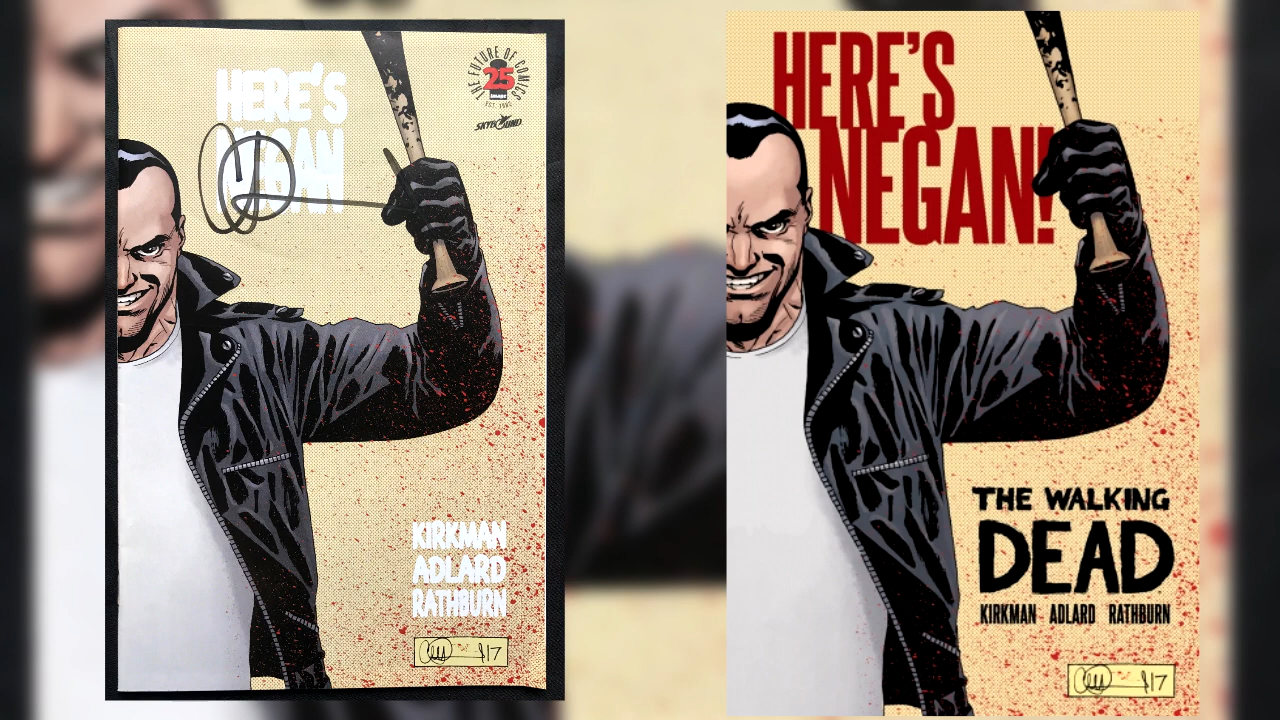 HERE'S
NEGAN
THE FUTURE OF COMICS
25
image
EST. 1992
SKYBOUND
KIRKMAN
ADLARD
RATHBURN
17
HERE'S
NEGAN!
THE WALKING
DEAD
KIRKMAN ADLARD RATHBURN
17